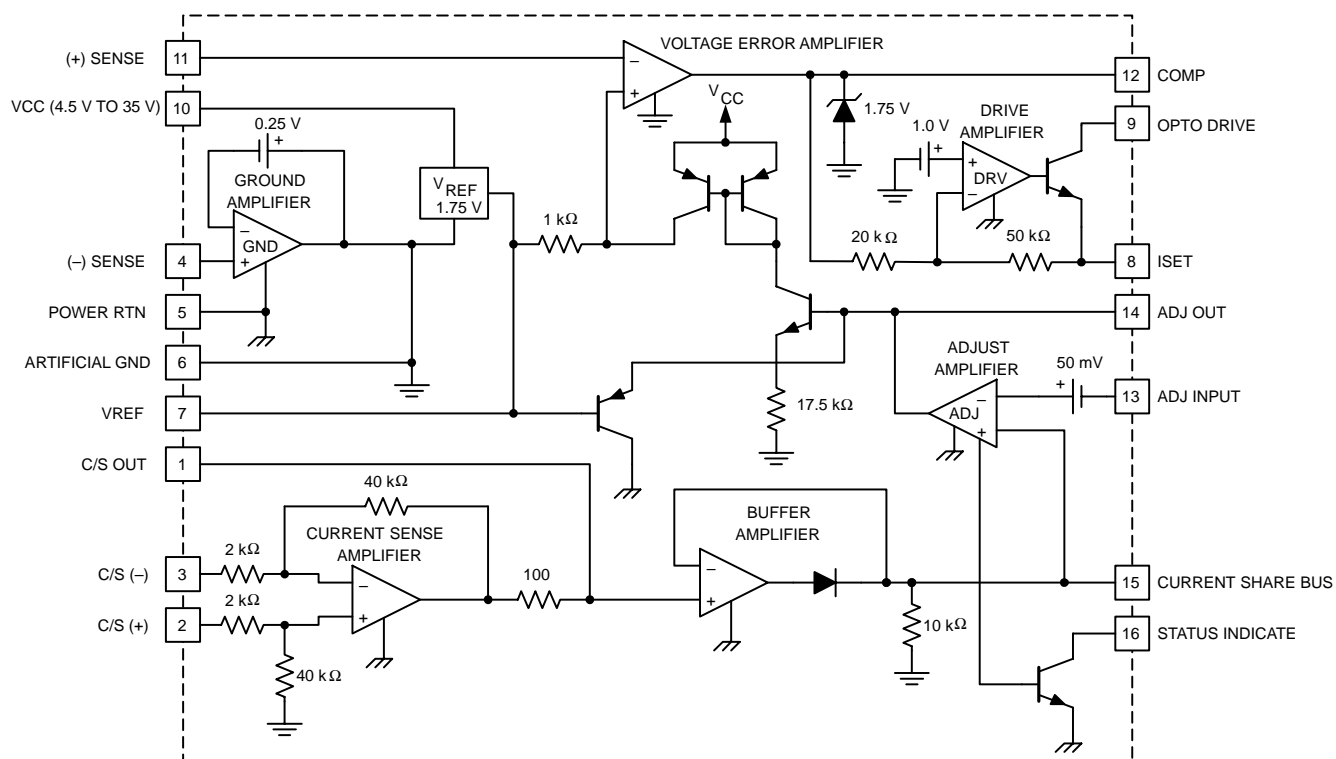 VOLTAGE ERROR AMPLIFIER
(+) SENSE
11
–
+
12
COMP
VCC (4.5 V TO 35 V)
10
VCC
1.75 V
DRIVE
AMPLIFIER
1.0 V
+
9
OPTO DRIVE
0.25 V
+
GROUND
AMPLIFIER
–
GND
+
VREF
1.75 V
+
DRV
–
1 kΩ
20 kΩ
50 kΩ
(–) SENSE
4
8
ISET
POWER RTN
5
14
ADJ OUT
ARTIFICIAL GND
6
ADJUST
AMPLIFIER
50 mV
+
–
ADJ
+
13
ADJ INPUT
VREF
7
17.5 kΩ
C/S OUT
1
40 kΩ
CURRENT SENSE
AMPLIFIER
BUFFER
AMPLIFIER
C/S (–)
3
2 kΩ
–
+
100
–
+
15
CURRENT SHARE BUS
C/S (+)
2
2 kΩ
10 kΩ
16
STATUS INDICATE
40 kΩ